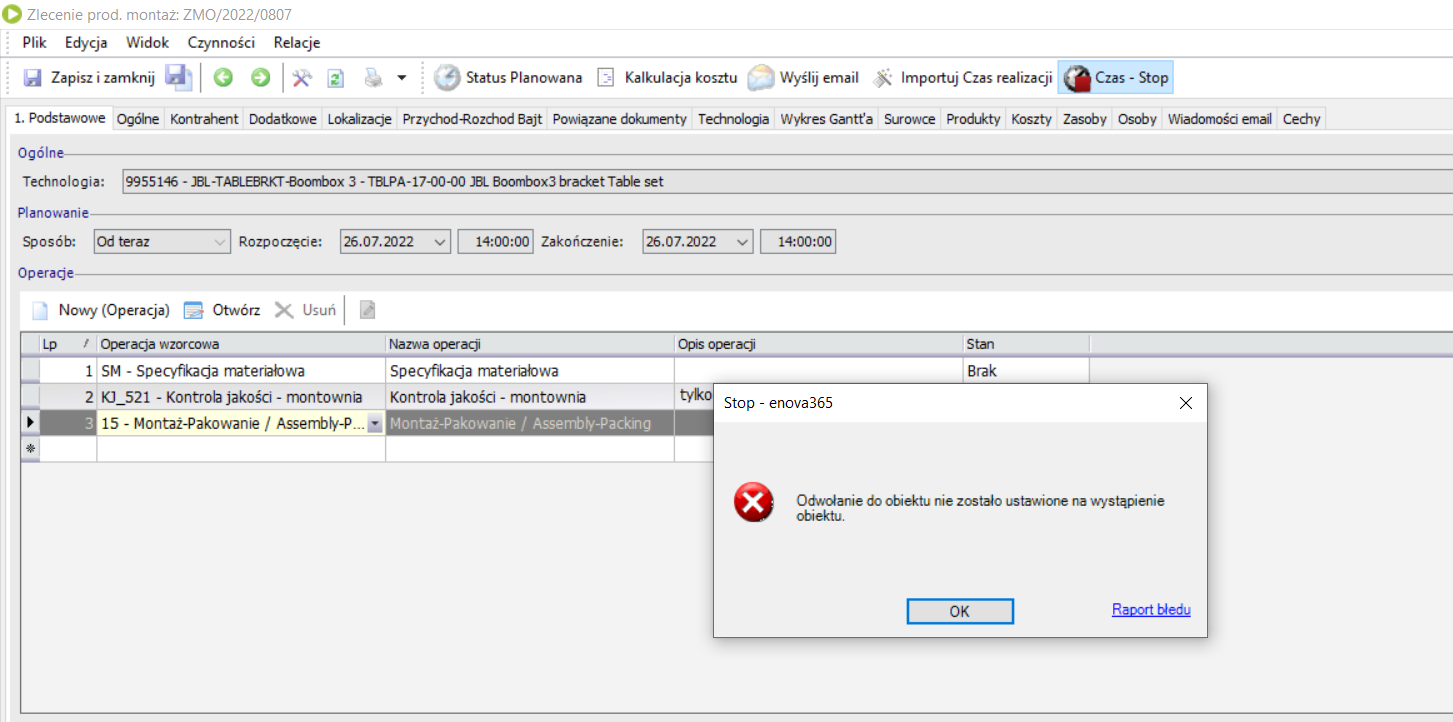 Zlecenie prod. montaż: ZMO/2022/0807
Plik Edycja Widok Czynności Relacje
Zapisz i zamknij Status Planowana Kalkulacja kosztu Wyślij email Importuj Czas realizacji Czas - Stop
1. Podstawowe Ogólne Kontrahent Dodatkowe Lokalizacje Przychod-Rozchod Bajt Powiązane dokumenty Technologia Wykres Gantt'a Surowce Produkty Koszty Zasoby Osoby Wiadomości email Cechy
Ogólne
Technologia: 9955146 - JBL-TABLEBRKT-Boombox 3 - TBLPA-17-00-00 JBL Boombox3 bracket Table set
Planowanie
Sposób: Od teraz Rozpoczęcie: 26.07.2022 14:00:00 Zakończenie: 26.07.2022 14:00:00
Operacje
Nowy (Operacja) Otwórz Usuń
Lp / Operacja wzorcowa Nazwa operacji Opis operacji Stan
1 SM - Specyfikacja materiałowa Specyfikacja materiałowa Brak
2 KJ_521 - Kontrola jakości - montownia Kontrola jakości - montownia tylko
3 15 - Montaż-Pakowanie / Assembly-P... Montaż-Pakowanie / Assembly-Packing
Stop - enova365
Odwołanie do obiektu nie zostało ustawione na wystąpienie
obiektu.
OK Raport błedu